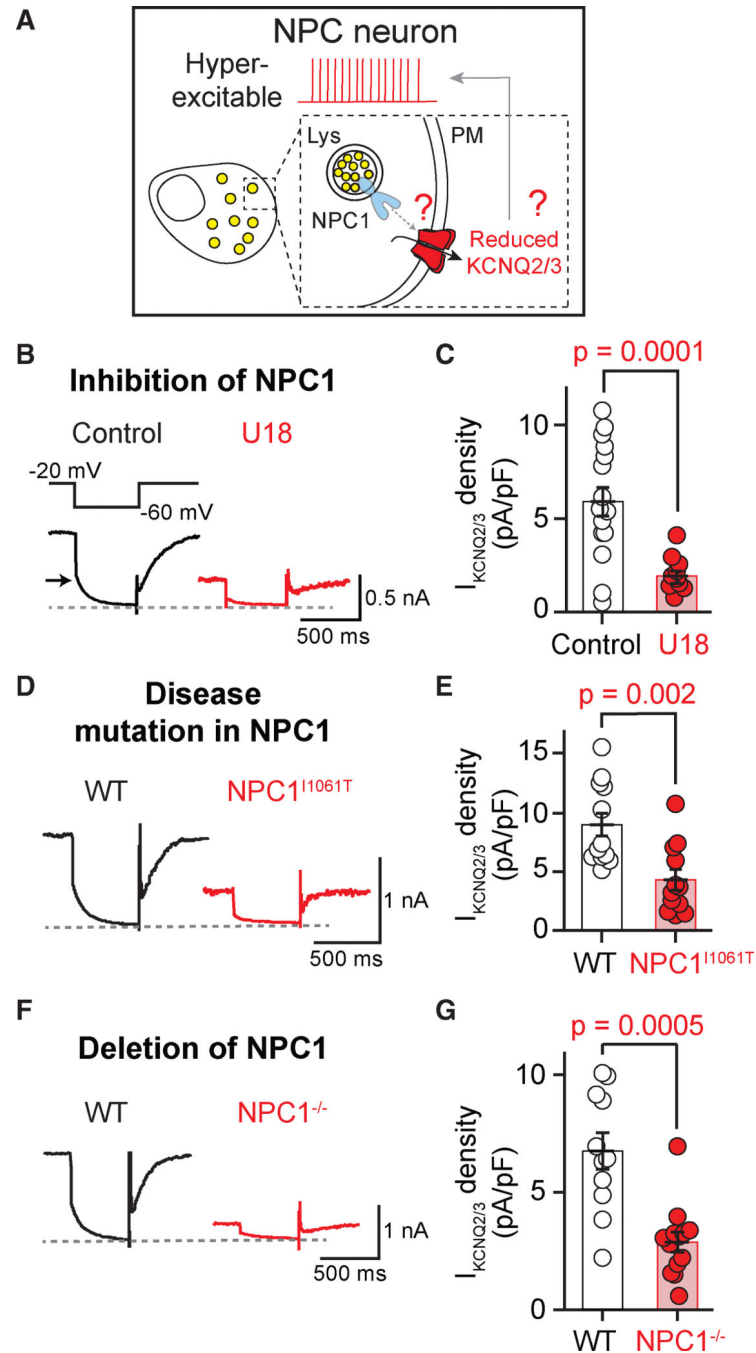 A
NPC neuron
Hyper-
excitable
Lys
PM
NPC1
?
?
Reduced
KCNQ2/3
B
Inhibition of NPC1
Control
U18
-20 mV
-60 mV
0.5 nA
500 ms
C
p = 0.0001
IKCNQ2/3 density
(pA/pF)
10
5
0
Control
U18
D
Disease
mutation in NPC1
WT
NPC1I1061T
1 nA
500 ms
E
p = 0.002
IKCNQ2/3 density
(pA/pF)
15
10
5
0
WT
NPC1I1061T
F
Deletion of NPC1
WT
NPC1-/-
1 nA
500 ms
G
p = 0.0005
IKCNQ2/3 density
(pA/pF)
10
5
0
WT
NPC1-/-